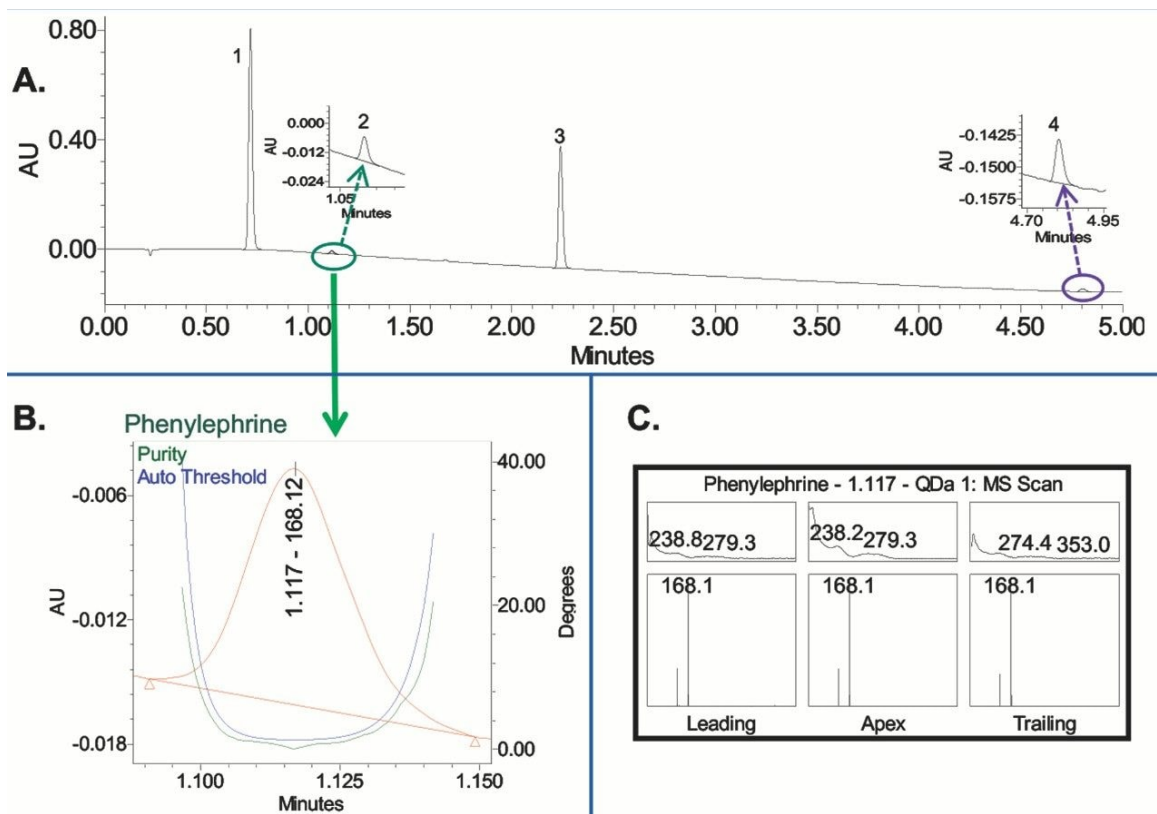 A.
0.80
0.40
0.00
AU
1
2
0.000
-0.012
-0.024
AU
1.05
Minutes
3
4
-0.1425
-0.1500
-0.1575
AU
4.70 4.95
Minutes
0.00 0.50 1.00 1.50 2.00 2.50 3.00 3.50 4.00 4.50 5.00
Minutes
B.
Phenylephrine
Purity
Auto Threshold
1.117 - 168.12
-0.006
-0.012
-0.018
AU
40.00
20.00
0.00
Degrees
1.100 1.125 1.150
Minutes
C.
Phenylephrine - 1.117 - QDa 1: MS Scan
238.8 279.3
238.2 279.3
274.4 353.0
168.1 168.1 168.1
Leading Apex Trailing